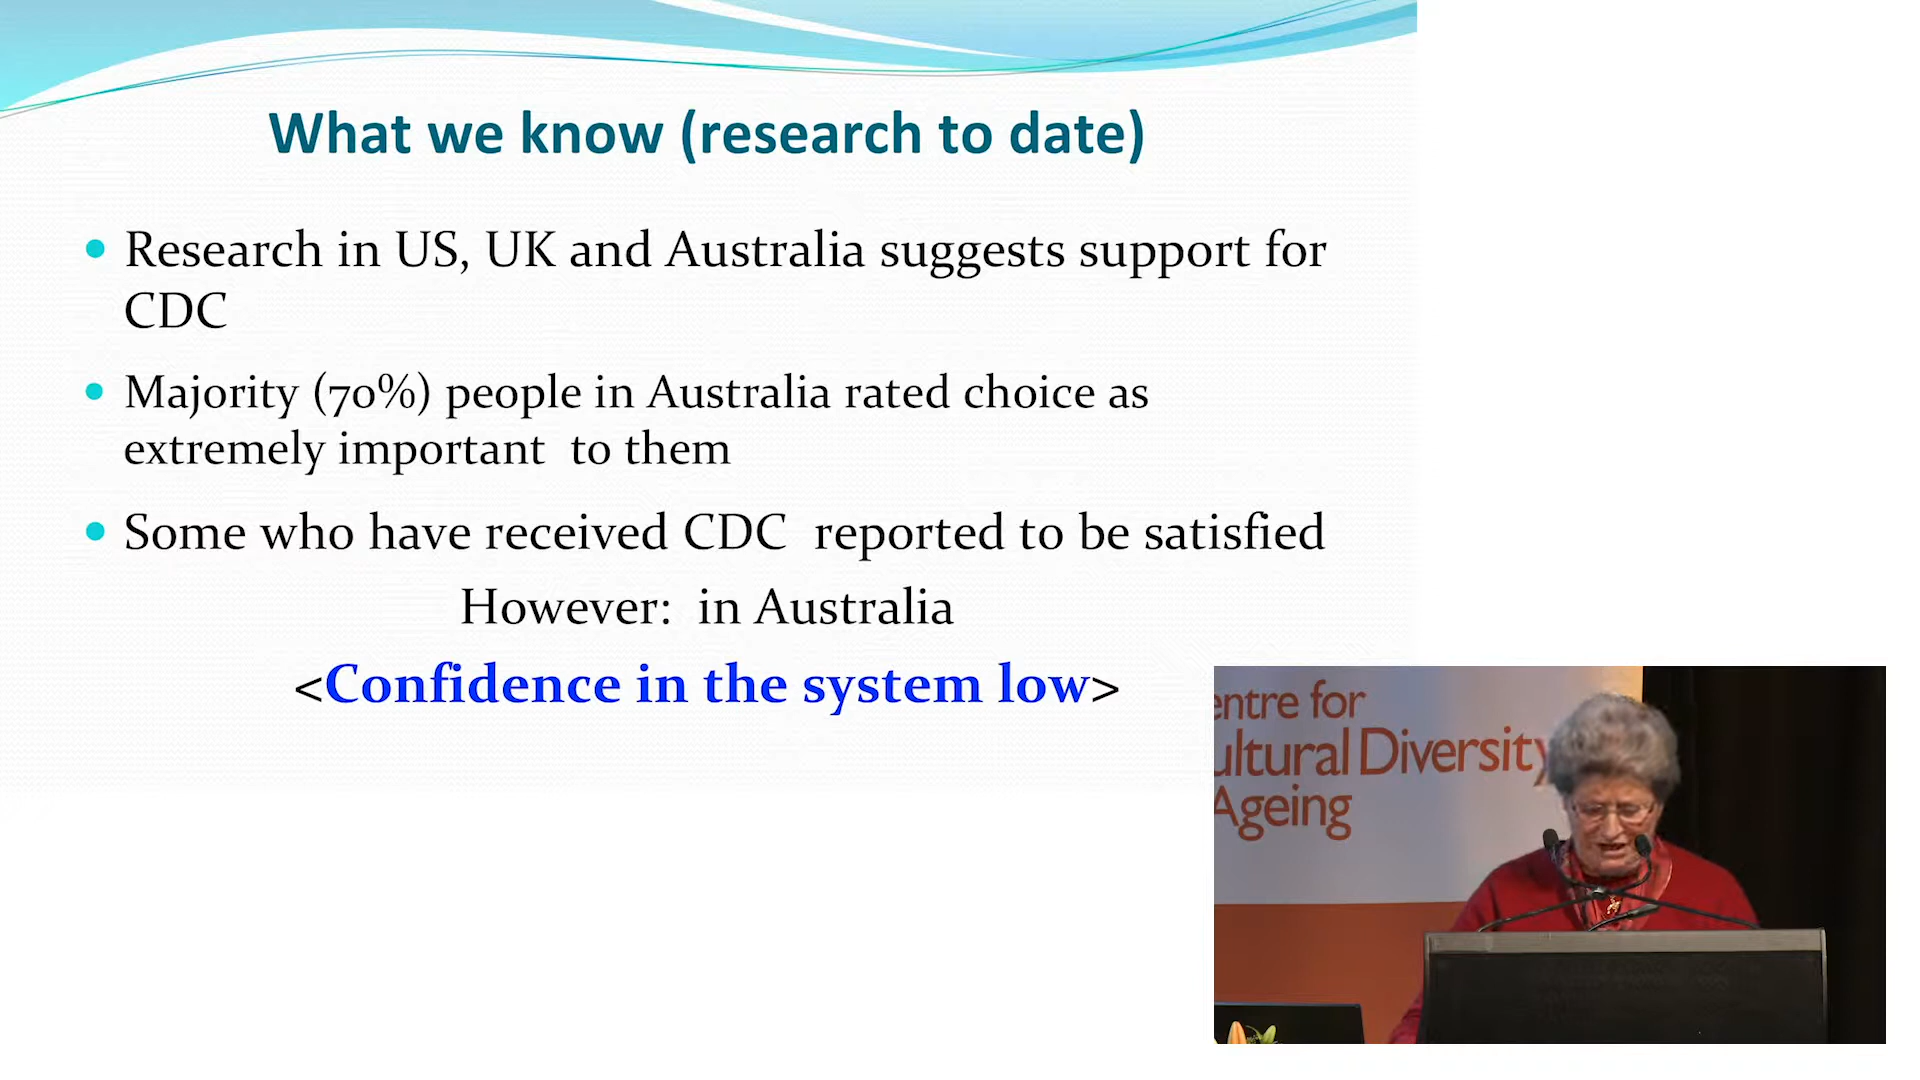 What we know (research to date)
Research in US, UK and Australia suggests support for
CDC
Majority (70%) people in Australia rated choice as
extremely important to them
Some who have received CDC reported to be satisfied
However: in Australia
<Confidence in the system low>
entre for
ultural Diversity
Ageing